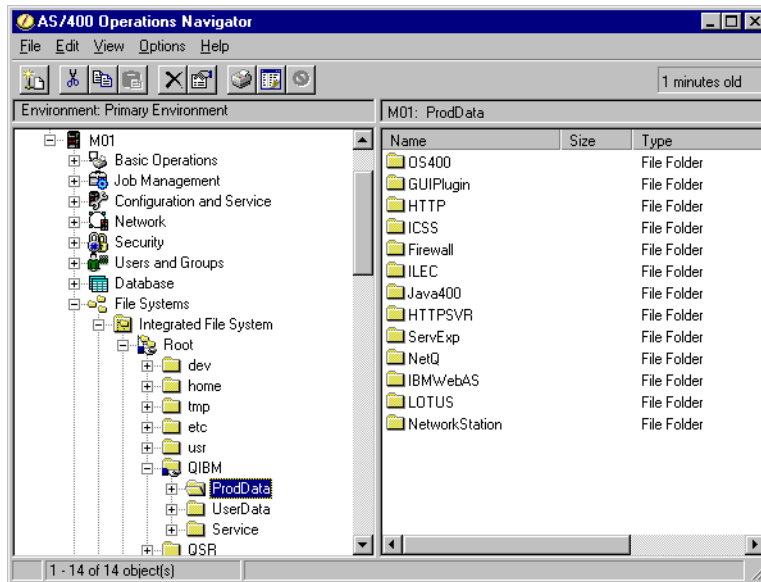 AS/400 Operations Navigator
File Edit View Options Help
1 minutes old
Environment: Primary Environment
M01: ProdData
M01
Basic Operations
Job Management
Configuration and Service
Network
Security
Users and Groups
Database
File Systems
Integrated File System
Root
dev
home
tmp
etc
usr
QIBM
ProdData
UserData
Service
QSR
Name Size Type
OS400 File Folder
GUIPlugin File Folder
HTTP File Folder
ICSS File Folder
Firewall File Folder
ILEC File Folder
Java400 File Folder
HTTPSVR File Folder
ServExp File Folder
NetQ File Folder
IBMWebAS File Folder
LOTUS File Folder
NetworkStation File Folder
1 - 14 of 14 object(s)